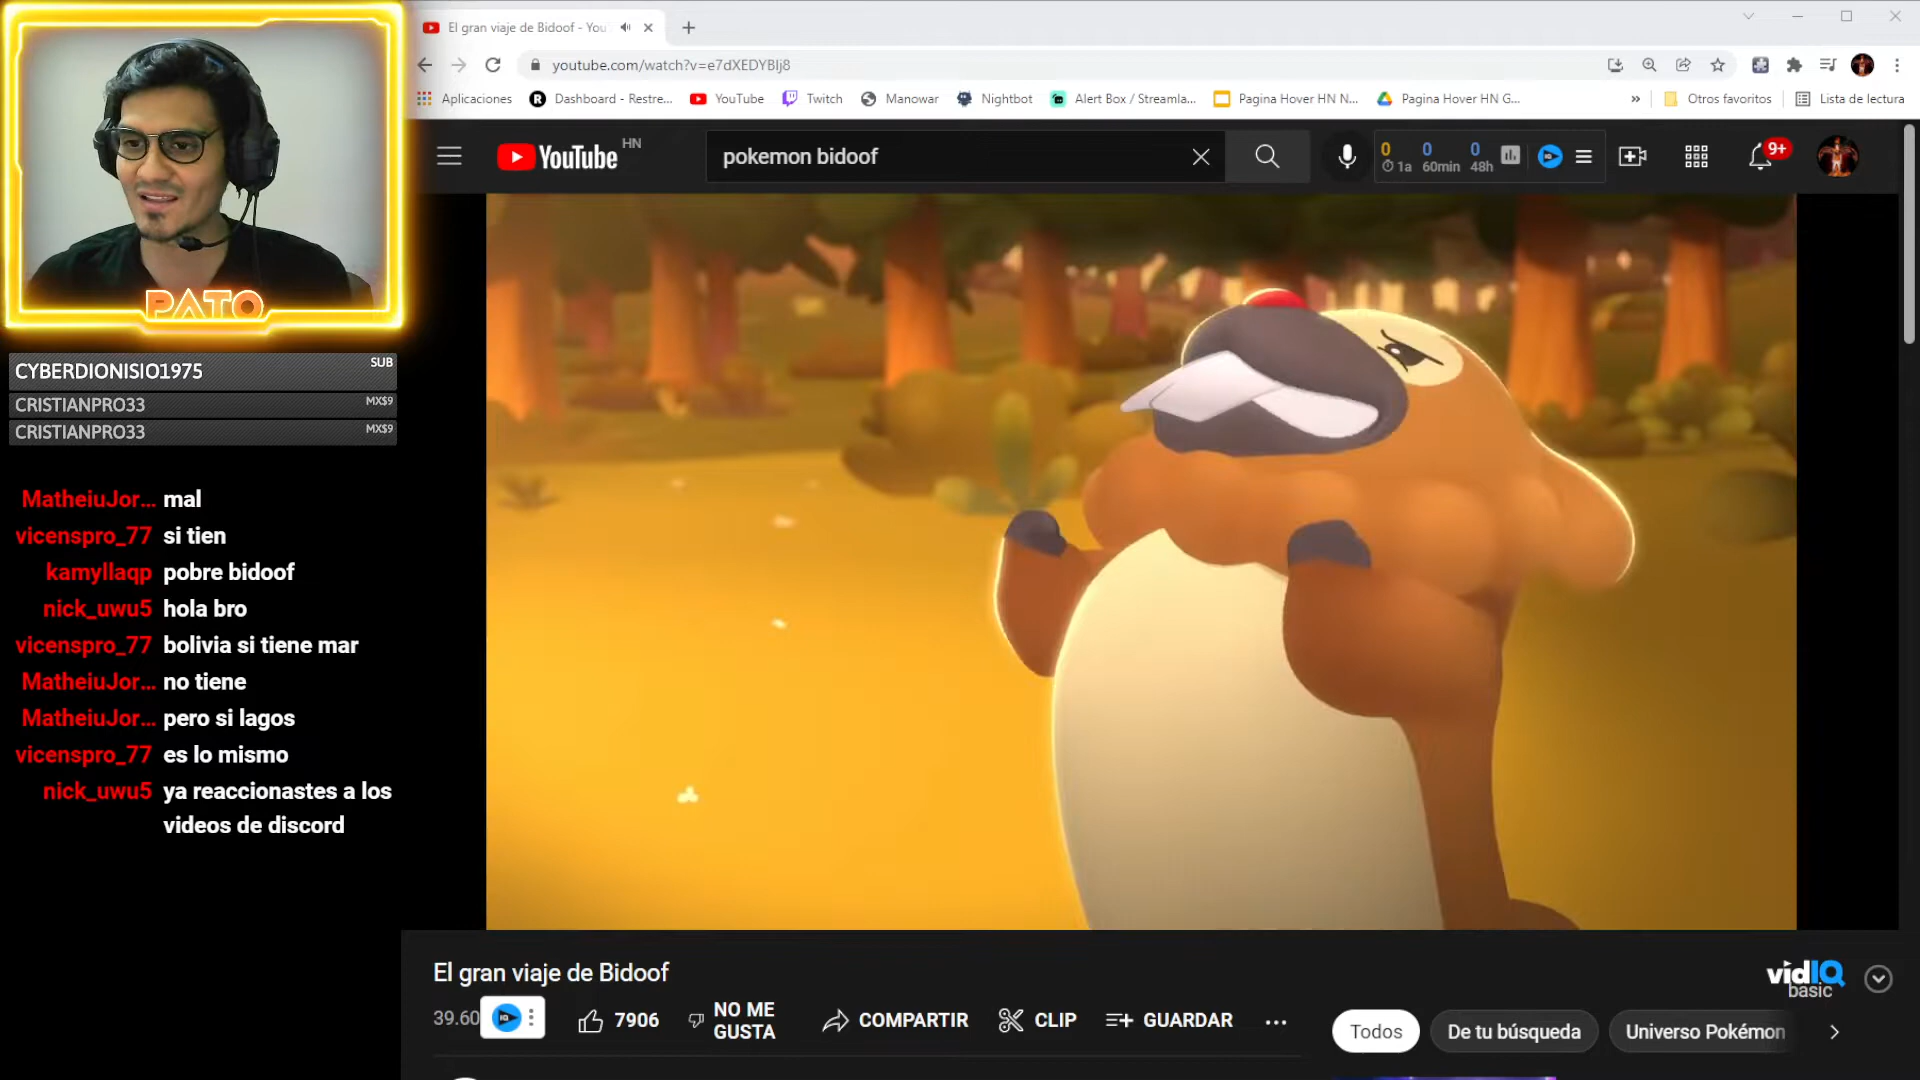 El gran viaje de Bidoof - You
youtube.com/watch?v=e7dXEDYBIj8
Aplicaciones
Dashboard - Restre...
YouTube
Twitch
Manowar
Nightbot
Alert Box / Streamla...
Pagina Hover HN N...
Pagina Hover HN G...
»
Otros favoritos
Lista de lectura
YouTube HN
pokemon bidoof
0 0 0
1a 60min 48h
9+
PATO
CYBERDIONISIO1975 SUB
CRISTIANPRO33 MX$9
CRISTIANPRO33 MX$9
MatheiuJor... mal
vicenspro_77 si tien
kamyllaqp pobre bidoof
nick_uwu5 hola bro
vicenspro_77 bolivia si tiene mar
MatheiuJor... no tiene
MatheiuJor... pero si lagos
vicenspro_77 es lo mismo
nick_uwu5 ya reaccionastes a los
videos de discord
El gran viaje de Bidoof
vidIQ
basic
39.60
IQ
7906
NO ME
GUSTA
COMPARTIR
CLIP
GUARDAR
Todos
De tu búsqueda
Universo Pokémon